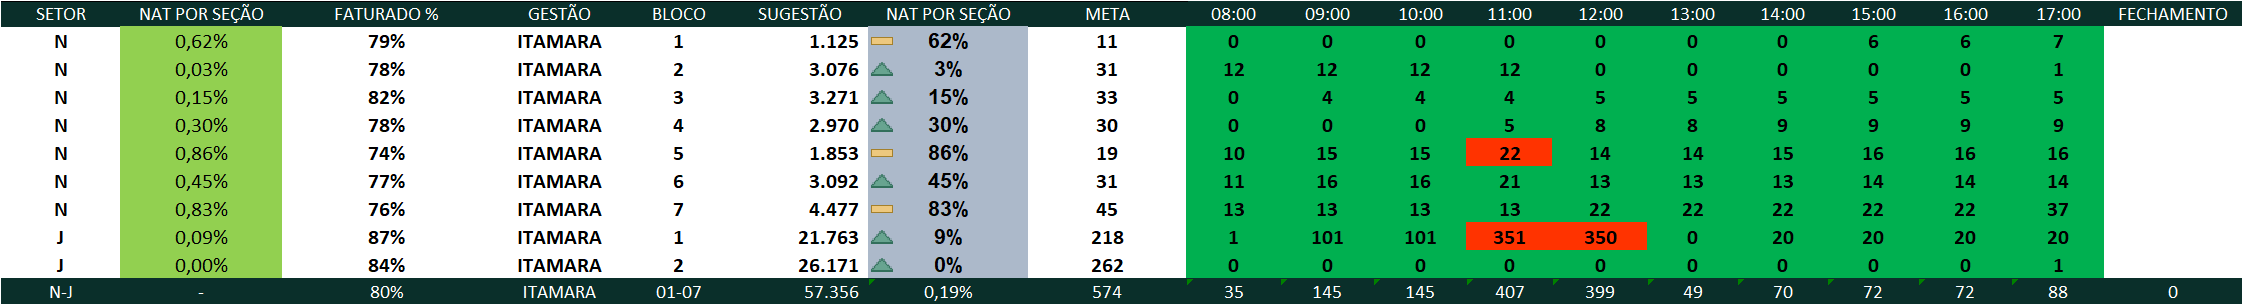 SETOR NAT POR SEÇÃO FATURADO % GESTÃO BLOCO SUGESTÃO NAT POR SEÇÃO META 08:00 09:00 10:00 11:00 12:00 13:00 14:00 15:00 16:00 17:00 FECHAMENTO
N 0,62% 79% ITAMARA 1 1.125 62% 11 0 0 0 0 0 0 0 6 6 7
N 0,03% 78% ITAMARA 2 3.076 3% 31 12 12 12 12 0 0 0 0 0 1
N 0,15% 82% ITAMARA 3 3.271 15% 33 0 4 4 4 5 5 5 5 5 5
N 0,30% 78% ITAMARA 4 2.970 30% 30 0 0 0 5 8 8 9 9 9 9
N 0,86% 74% ITAMARA 5 1.853 86% 19 10 15 15 22 14 14 15 16 16 16
N 0,45% 77% ITAMARA 6 3.092 45% 31 11 16 16 21 13 13 13 14 14 14
N 0,83% 76% ITAMARA 7 4.477 83% 45 13 13 13 13 22 22 22 22 22 37
J 0,09% 87% ITAMARA 1 21.763 9% 218 1 101 101 351 350 0 20 20 20 20
J 0,00% 84% ITAMARA 2 26.171 0% 262 0 0 0 0 0 0 0 0 0 1
N-J - 80% ITAMARA 01-07 57.356 0,19% 574 35 145 145 407 399 49 70 72 72 88 0